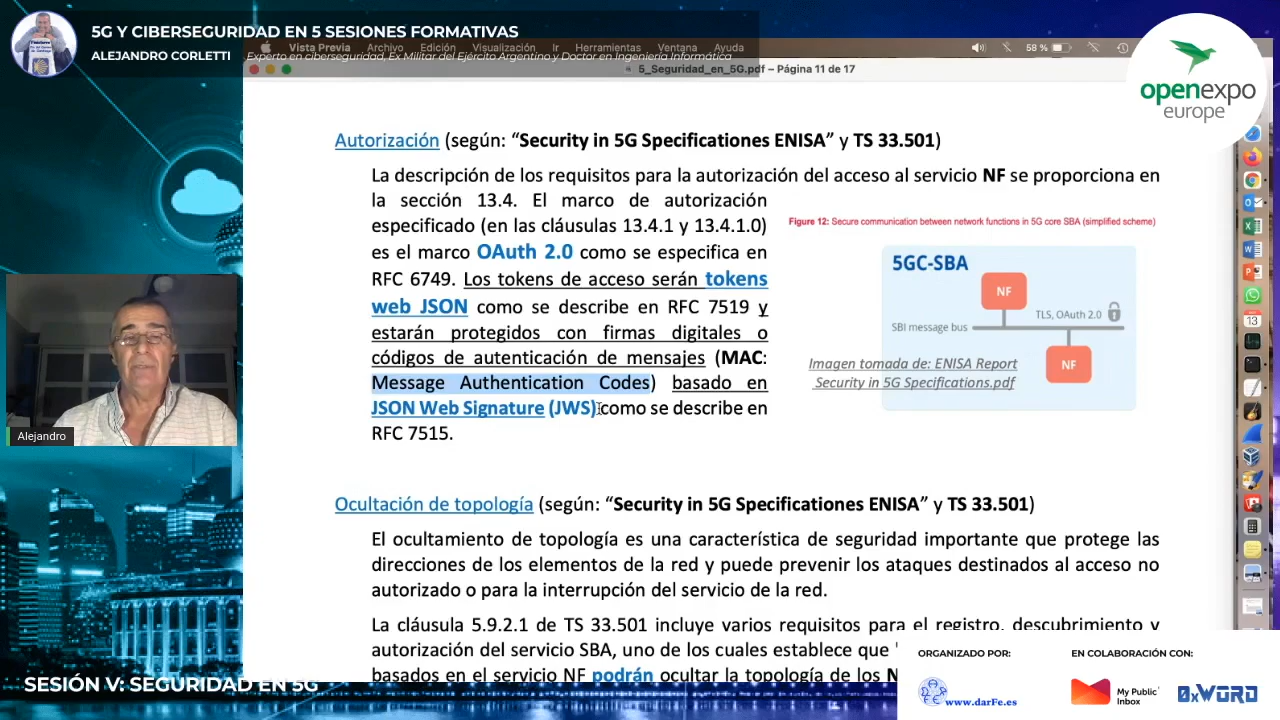 5G Y CIBERSEGURIDAD EN 5 SESIONES FORMATIVAS
ALEJANDRO CORLETTI Experto en ciberseguridad, Ex Militar del Ejército Argentino y Doctor en Ingeniería Informática
Vista Previa Archivo Edición Visualización Ir Herramientas Ventana Ayuda
58 %
5_Seguridad_en_5G.pdf – Página 11 de 17
openexpo
europe
Autorización (según: “Security in 5G Specificationes ENISA” y TS 33.501)
La descripción de los requisitos para la autorización del acceso al servicio NF se proporciona en
la sección 13.4. El marco de autorización
especificado (en las cláusulas 13.4.1 y 13.4.1.0)
es el marco OAuth 2.0 como se especifica en
RFC 6749. Los tokens de acceso serán tokens
web JSON como se describe en RFC 7519 y
estarán protegidos con firmas digitales o
códigos de autenticación de mensajes (MAC:
Message Authentication Codes) basado en
JSON Web Signature (JWS) como se describe en
RFC 7515.
Figure 12: Secure communication between network functions in 5G core SBA (simplified scheme)
5GC-SBA
NF
TLS, OAuth 2.0
SBI message bus
NF
Imagen tomada de: ENISA Report
Security in 5G Specifications.pdf
Ocultación de topología (según: “Security in 5G Specificationes ENISA” y TS 33.501)
El ocultamiento de topología es una característica de seguridad importante que protege las
direcciones de los elementos de la red y puede prevenir los ataques destinados al acceso no
autorizado o para la interrupción del servicio de la red.
La cláusula 5.9.2.1 de TS 33.501 incluye varios requisitos para el registro, descubrimiento y
autorización del servicio SBA, uno de los cuales establece que
basados en el servicio NF podrán ocultar la topología de los N
Alejandro
13
SESIÓN V: SEGURIDAD EN 5G
ORGANIZADO POR:
www.darFe.es
EN COLABORACIÓN CON:
My Public
Inbox
0xWORD